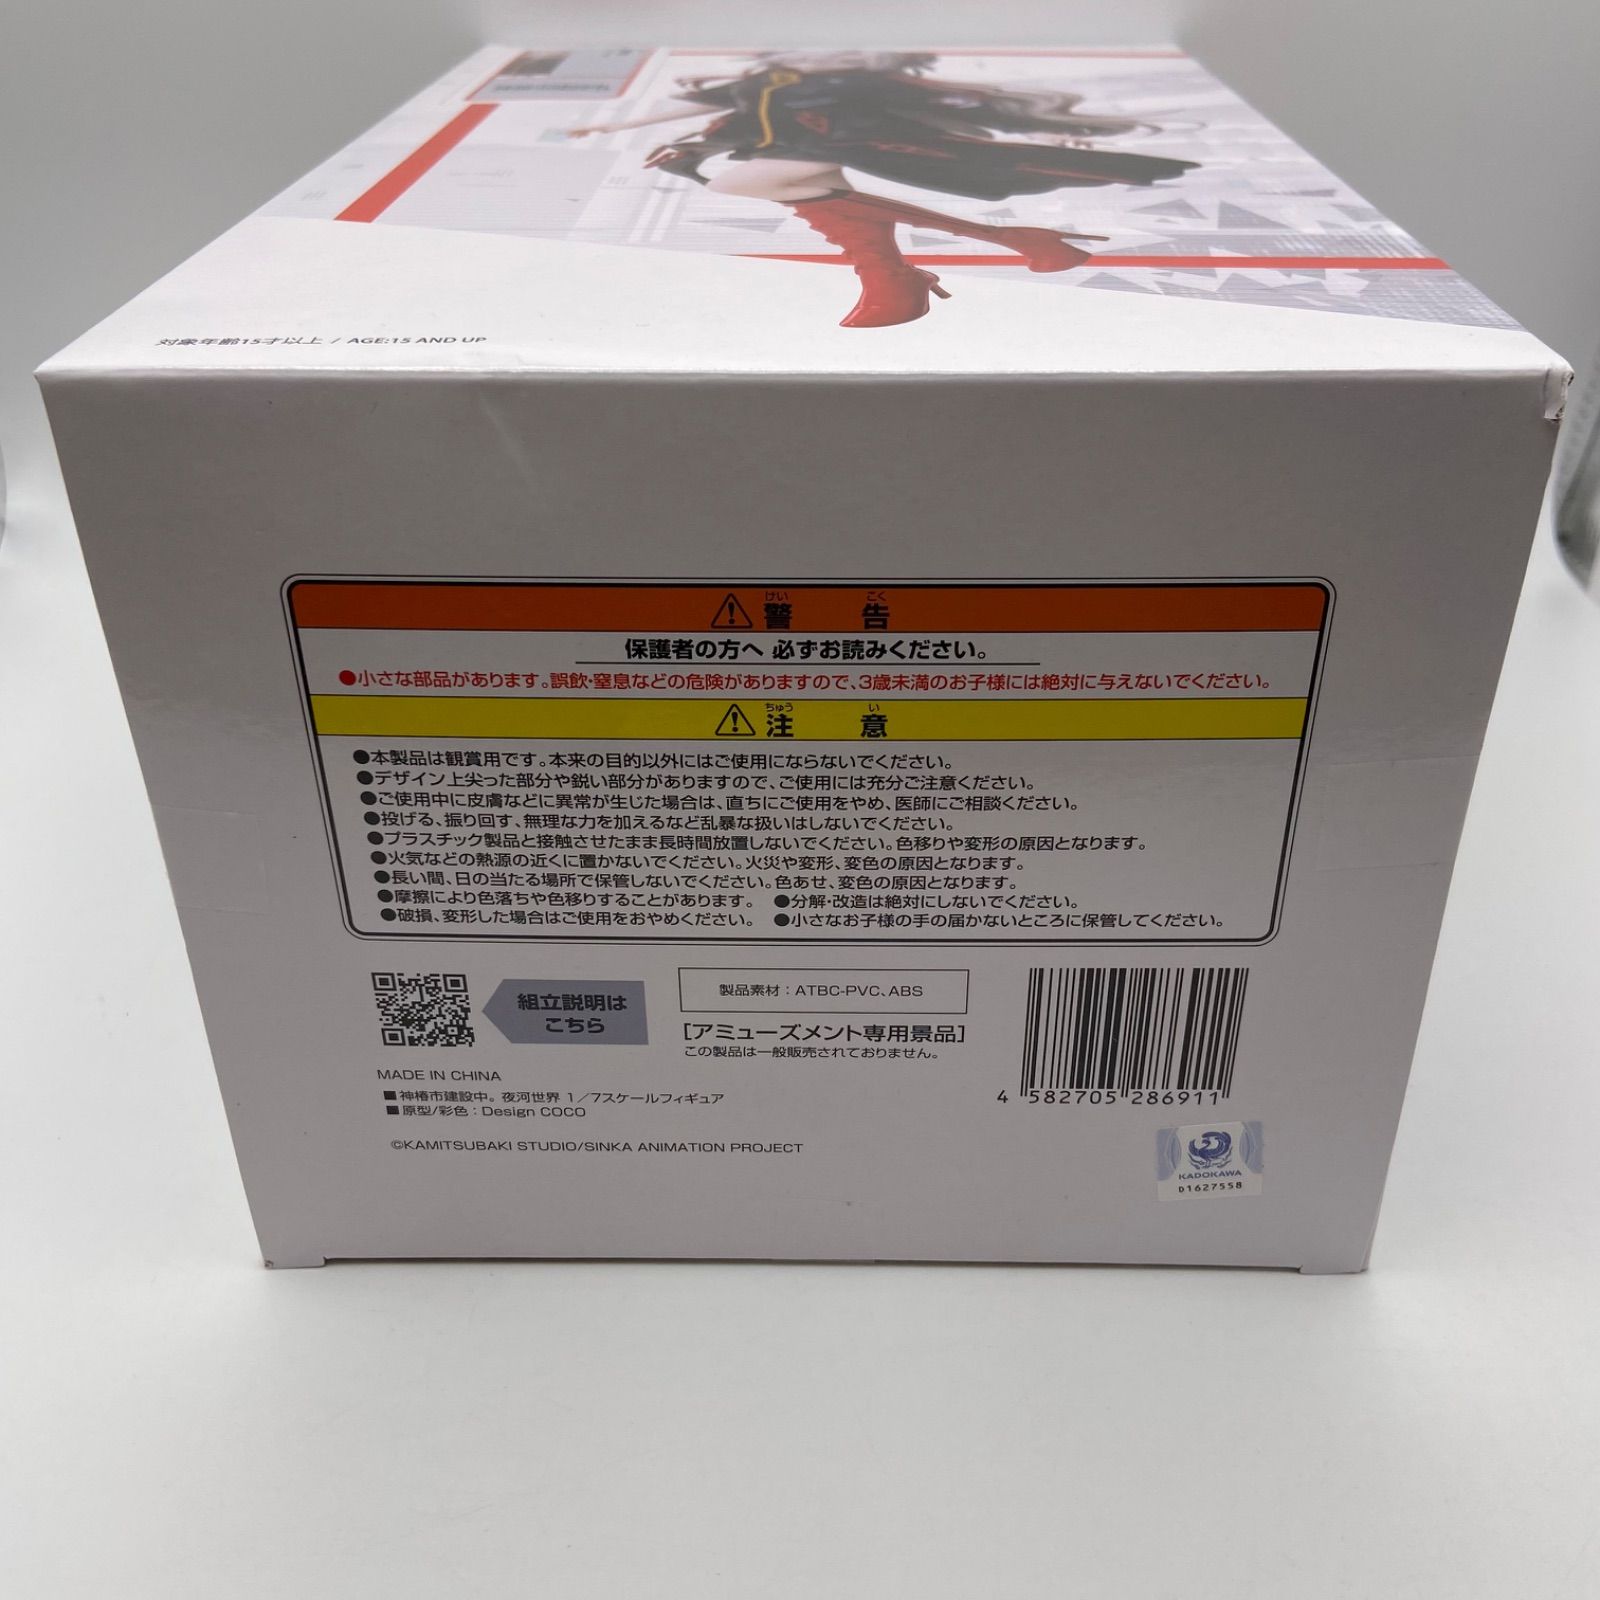 対象年齢15才以上 / AGE:15 AND UP
けい こく
警 告
保護者の方へ 必ずお読みください。
●小さな部品があります。誤飲・窒息などの危険がありますので、3歳未満のお子様には絶対に与えないでください。
ちゅう い
注 意
●本製品は観賞用です。本来の目的以外にはご使用にならないでください。
●デザイン上尖った部分や鋭い部分がありますので、ご使用には充分ご注意ください。
●ご使用中に皮膚などに異常が生じた場合は、直ちにご使用をやめ、医師にご相談ください。
●投げる、振り回す、無理な力を加えるなど乱暴な扱いはしないでください。
●プラスチック製品と接触させたまま長時間放置しないでください。色移りや変形の原因となります。
●火気などの熱源の近くに置かないでください。火災や変形、変色の原因となります。
●長い間、日の当たる場所で保管しないでください。色あせ、変色の原因となります。
●摩擦により色落ちや色移りすることがあります。 ●分解・改造は絶対にしないでください。
●破損、変形した場合はご使用をおやめください。 ●小さなお子様の手の届かないところに保管してください。
組立説明は
こちら
製品素材：ATBC-PVC、ABS
[アミューズメント専用景品]
この製品は一般販売されておりません。
MADE IN CHINA
■神椿市建設中。夜河世界 1／7スケールフィギュア
■原型/彩色：Design COCO
©KAMITSUBAKI STUDIO/SINKA ANIMATION PROJECT
4 582705 286911
KADOKAWA
D1627558